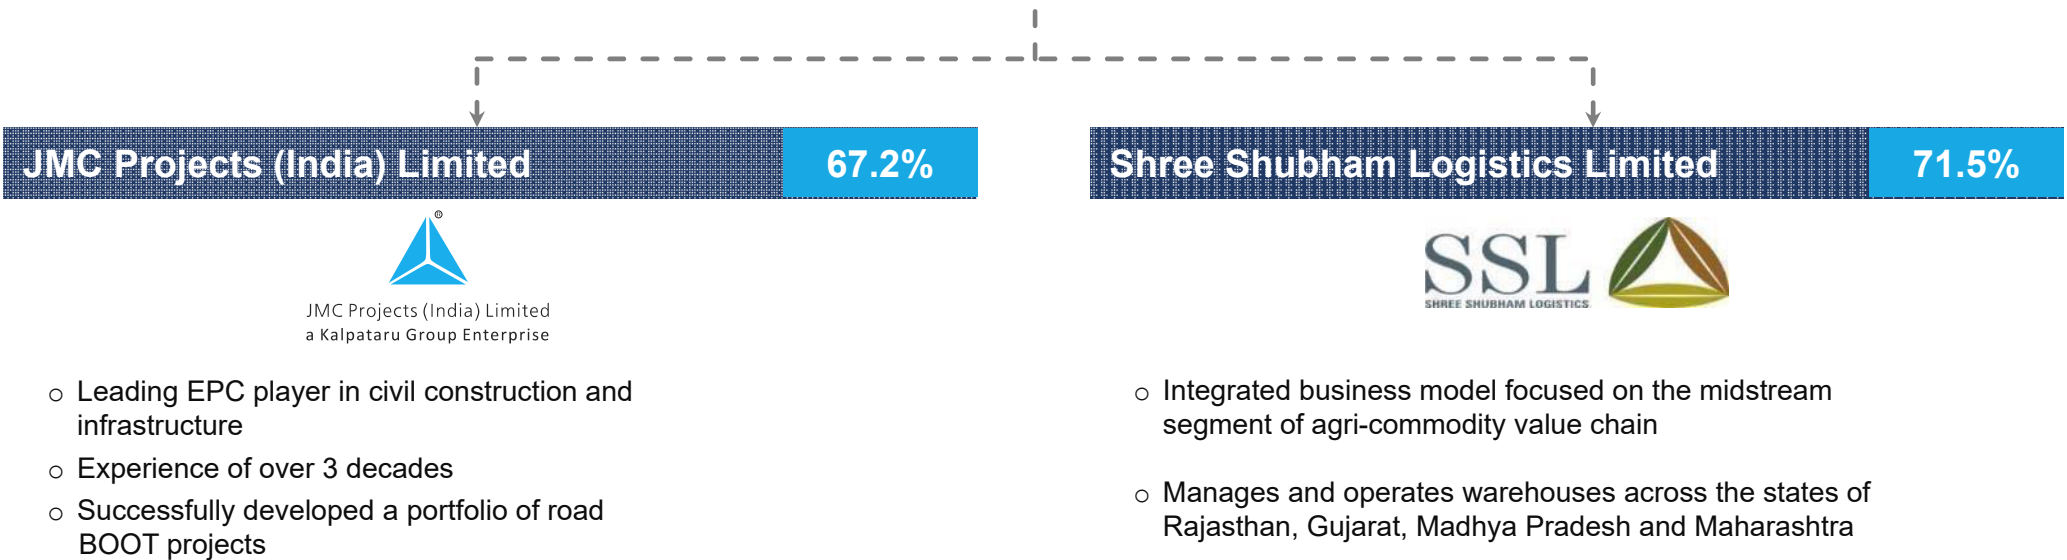 JMC Projects (India) Limited 67.2%
®
JMC Projects (India) Limited
a Kalpataru Group Enterprise
○ Leading EPC player in civil construction and
infrastructure
○ Experience of over 3 decades
○ Successfully developed a portfolio of road
BOOT projects
Shree Shubham Logistics Limited 71.5%
SSL
SHREE SHUBHAM LOGISTICS
○ Integrated business model focused on the midstream
segment of agri-commodity value chain
○ Manages and operates warehouses across the states of
Rajasthan, Gujarat, Madhya Pradesh and Maharashtra